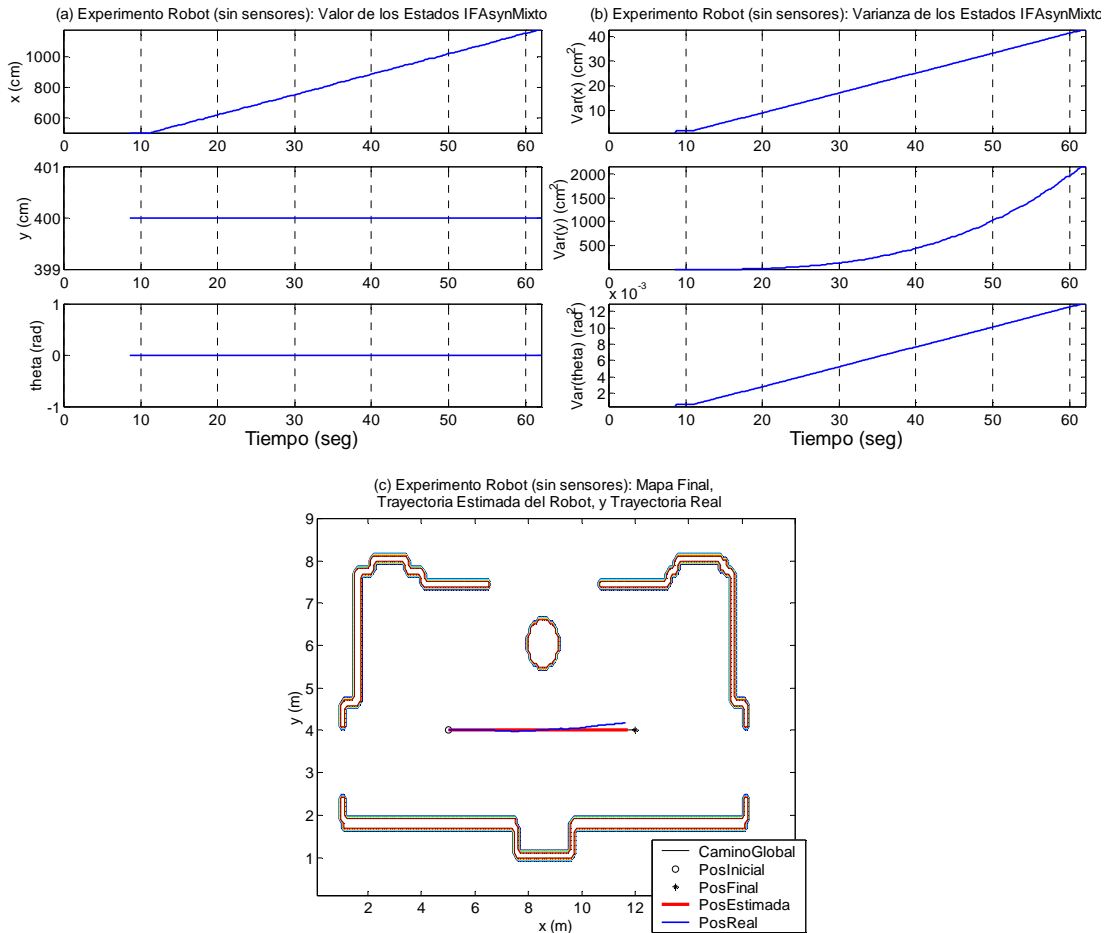 (a) Experimento Robot (sin sensores): Valor de los Estados IFAsynMixto
x (cm)
1000
800
600
0 10 20 30 40 50 60
y (cm)
401
400
399
0 10 20 30 40 50 60
theta (rad)
1
0
-1
0 10 20 30 40 50 60
Tiempo (seg)
(b) Experimento Robot (sin sensores): Varianza de los Estados IFAsynMixto
Var(x) (cm²)
40
30
20
10
0 10 20 30 40 50 60
Var(y) (cm²)
2000
1500
1000
500
0 10 20 30 40 50 60
x 10⁻³
Var(theta) (rad²)
12
10
8
6
4
2
0 10 20 30 40 50 60
Tiempo (seg)
(c) Experimento Robot (sin sensores): Mapa Final,
Trayectoria Estimada del Robot, y Trayectoria Real
y (m)
9
8
7
6
5
4
3
2
1
2 4 6 8 10 12
x (m)
CaminoGlobal
PosInicial
PosFinal
PosEstimada
PosReal